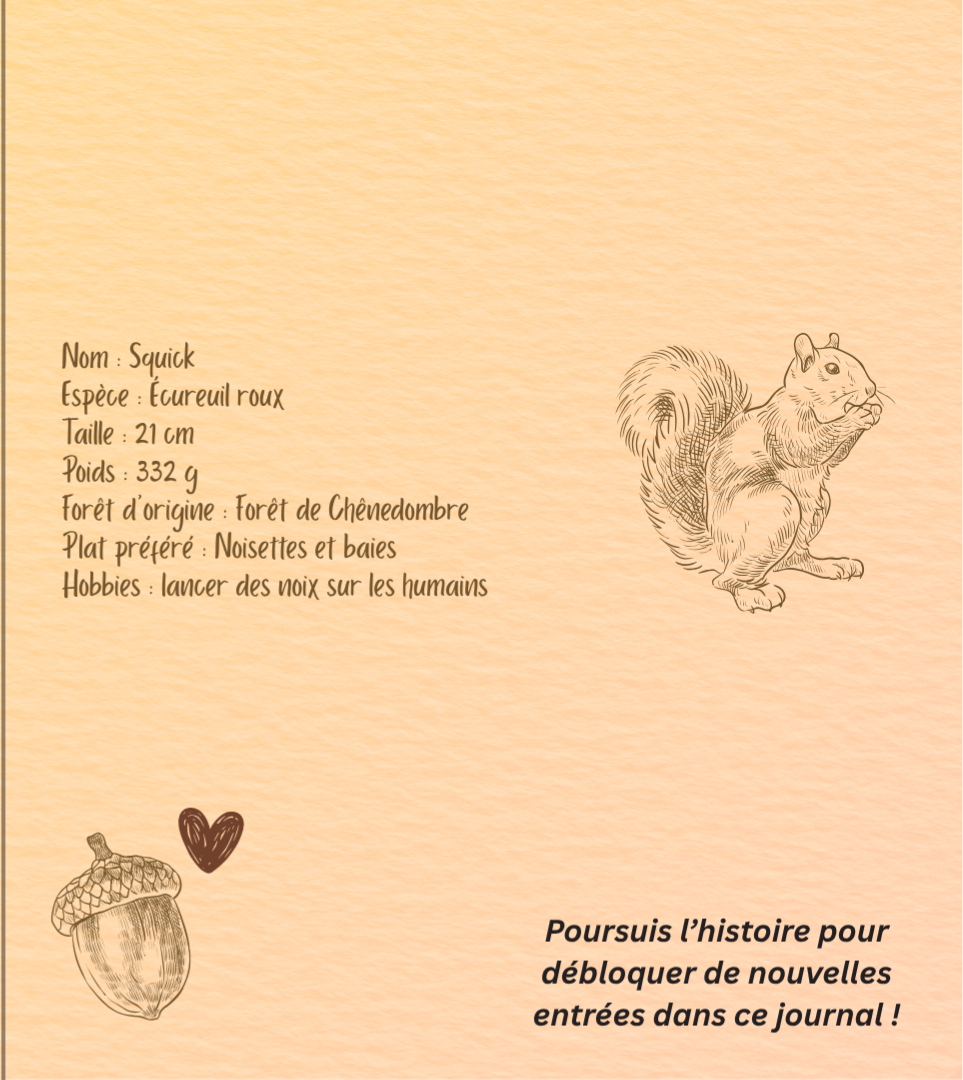 Nom : Squick
Espèce : Écureuil roux
Taille : 21 cm
Poids : 332 g
Forêt d'origine : Forêt de Chênedombre
Plat préféré : Noisettes et baies
Hobbies : lancer des noix sur les humains
Poursuis l’histoire pour
débloquer de nouvelles
entrées dans ce journal !